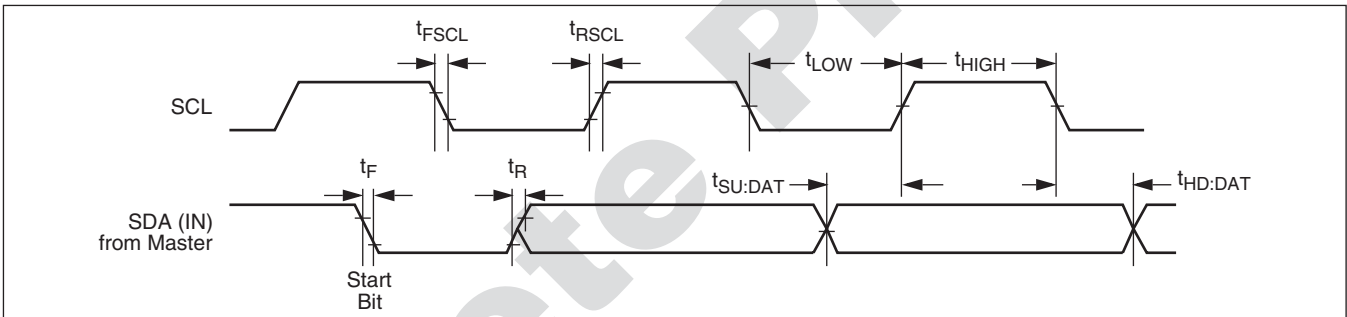 tFSCL
tRSCL
tLOW
tHIGH
SCL
tF
tR
tSU:DAT
tHD:DAT
SDA (IN)
from Master
Start
Bit